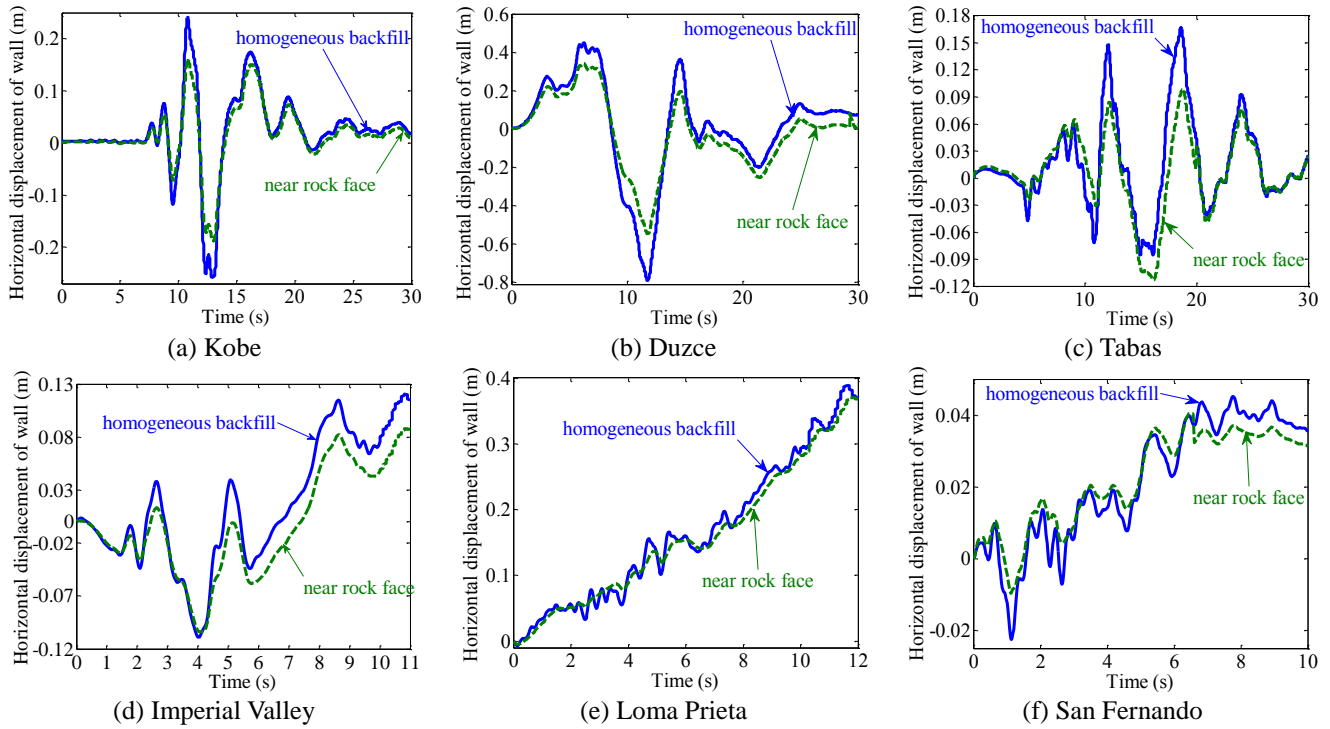 Horizontal displacement of wall (m)
0.2
0.1
0
-0.1
-0.2
homogeneous backfill
near rock face
0 5 10 15 20 25 30
Time (s)
(a) Kobe
Horizontal displacement of wall (m)
0.6
0.4
0.2
0
-0.2
-0.4
-0.6
-0.8
homogeneous backfill
near rock face
0 10 20 30
Time (s)
(b) Duzce
Horizontal displacement of wall (m)
0.18
0.15
0.12
0.09
0.06
0.03
0
-0.03
-0.06
-0.09
-0.12
homogeneous backfill
near rock face
0 10 20 30
Time (s)
(c) Tabas
Horizontal displacement of wall (m)
0.13
0.08
0.03
0
-0.02
-0.07
-0.12
homogeneous backfill
near rock face
0 1 2 3 4 5 6 7 8 9 10 11
Time (s)
(d) Imperial Valley
Horizontal displacement of wall (m)
0.4
0.3
0.2
0.1
0
homogeneous backfill
near rock face
0 2 4 6 8 10 12
Time (s)
(e) Loma Prieta
Horizontal displacement of wall (m)
0.04
0.02
0
-0.02
homogeneous backfill
near rock face
0 2 4 6 8 10
Time (s)
(f) San Fernando